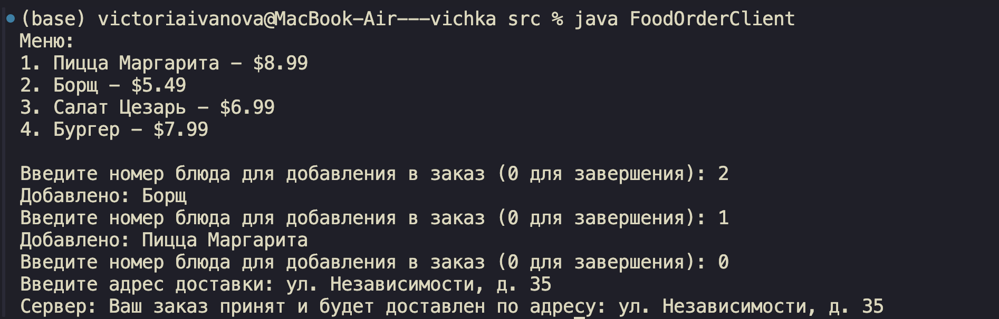 (base) victoriaivanova@MacBook-Air---vichka src % java FoodOrderClient
Меню:
1. Пицца Маргарита - $8.99
2. Борщ - $5.49
3. Салат Цезарь - $6.99
4. Бургер - $7.99
Введите номер блюда для добавления в заказ (0 для завершения): 2
Добавлено: Борщ
Введите номер блюда для добавления в заказ (0 для завершения): 1
Добавлено: Пицца Маргарита
Введите номер блюда для добавления в заказ (0 для завершения): 0
Введите адрес доставки: ул. Независимости, д. 35
Сервер: Ваш заказ принят и будет доставлен по адресу: ул. Независимости, д. 35